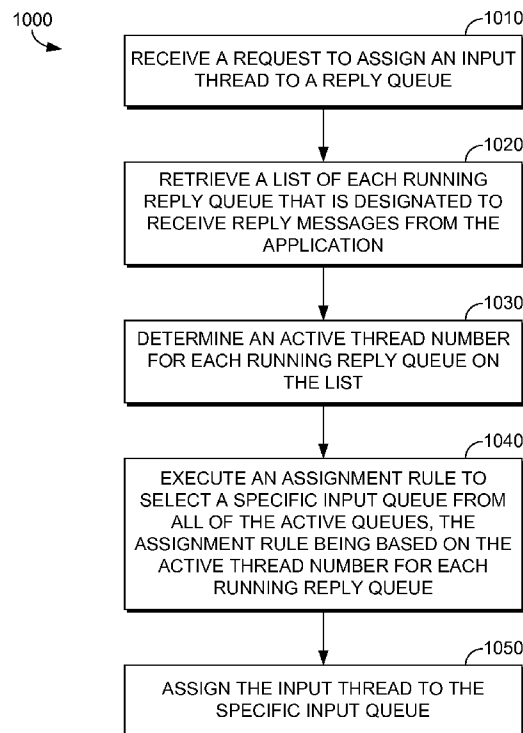 1000
1010
RECEIVE A REQUEST TO ASSIGN AN INPUT
THREAD TO A REPLY QUEUE
1020
RETRIEVE A LIST OF EACH RUNNING
REPLY QUEUE THAT IS DESIGNATED TO
RECEIVE REPLY MESSAGES FROM THE
APPLICATION
1030
DETERMINE AN ACTIVE THREAD NUMBER
FOR EACH RUNNING REPLY QUEUE ON
THE LIST
1040
EXECUTE AN ASSIGNMENT RULE TO
SELECT A SPECIFIC INPUT QUEUE FROM
ALL OF THE ACTIVE QUEUES, THE
ASSIGNMENT RULE BEING BASED ON THE
ACTIVE THREAD NUMBER FOR EACH
RUNNING REPLY QUEUE
1050
ASSIGN THE INPUT THREAD TO THE
SPECIFIC INPUT QUEUE